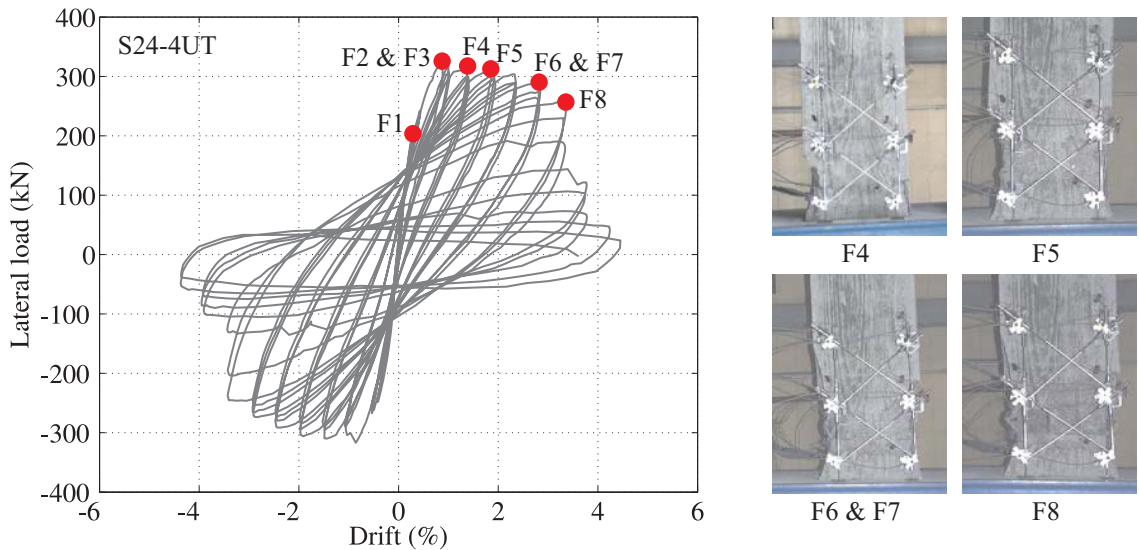 S24-4UT
F1
F2 & F3
F4
F5
F6 & F7
F8
400
300
200
100
0
-100
-200
-300
-400
Lateral load (kN)
-6
-4
-2
0
2
4
6
Drift (%)
F4
F5
F6 & F7
F8